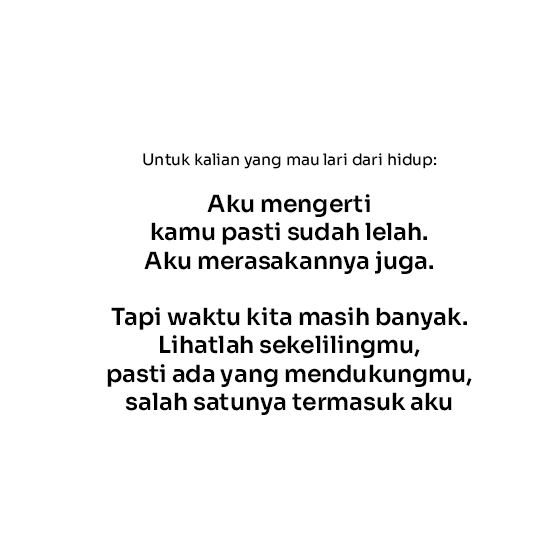 Untuk kalian yang mau lari dari hidup:
Aku mengerti
kamu pasti sudah lelah.
Aku merasakannya juga.
Tapi waktu kita masih banyak.
Lihatlah sekelilingmu,
pasti ada yang mendukungmu,
salah satunya termasuk aku